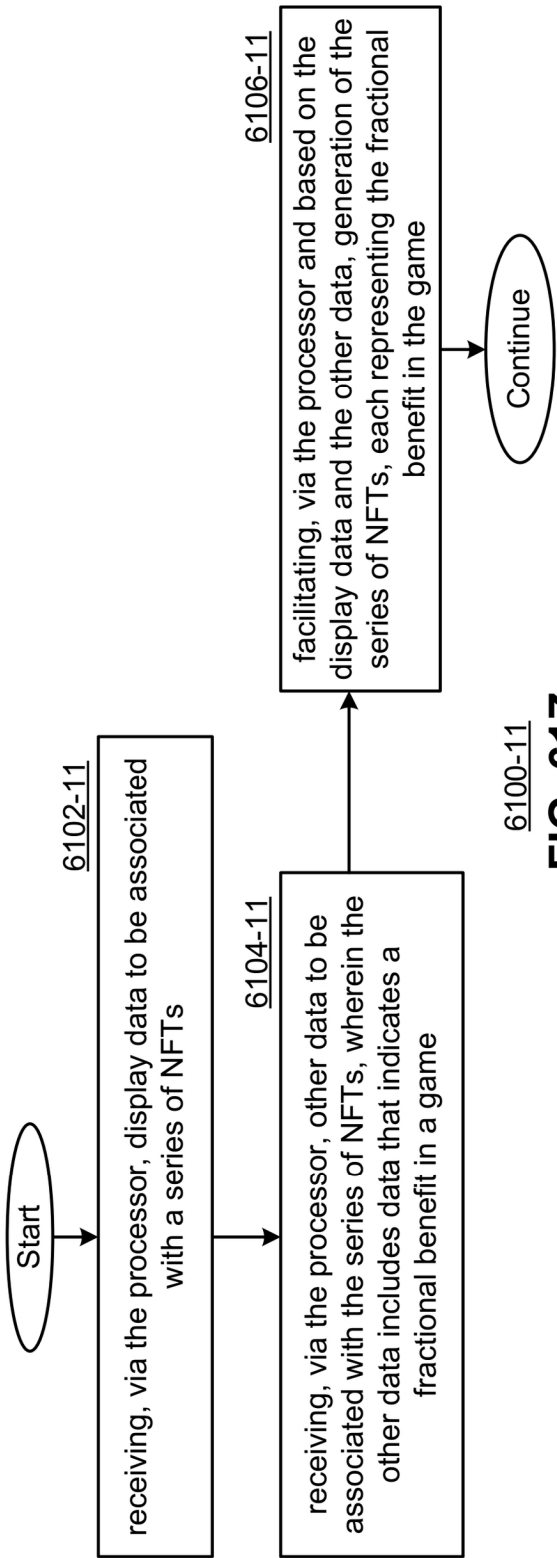 Start
6102-11
receiving, via the processor, display data to be associated
with a series of NFTs
6104-11
receiving, via the processor, other data to be
associated with the series of NFTs, wherein the
other data includes data that indicates a
fractional benefit in a game
6106-11
facilitating, via the processor and based on the
display data and the other data, generation of the
series of NFTs, each representing the fractional
benefit in the game
Continue
6100-11